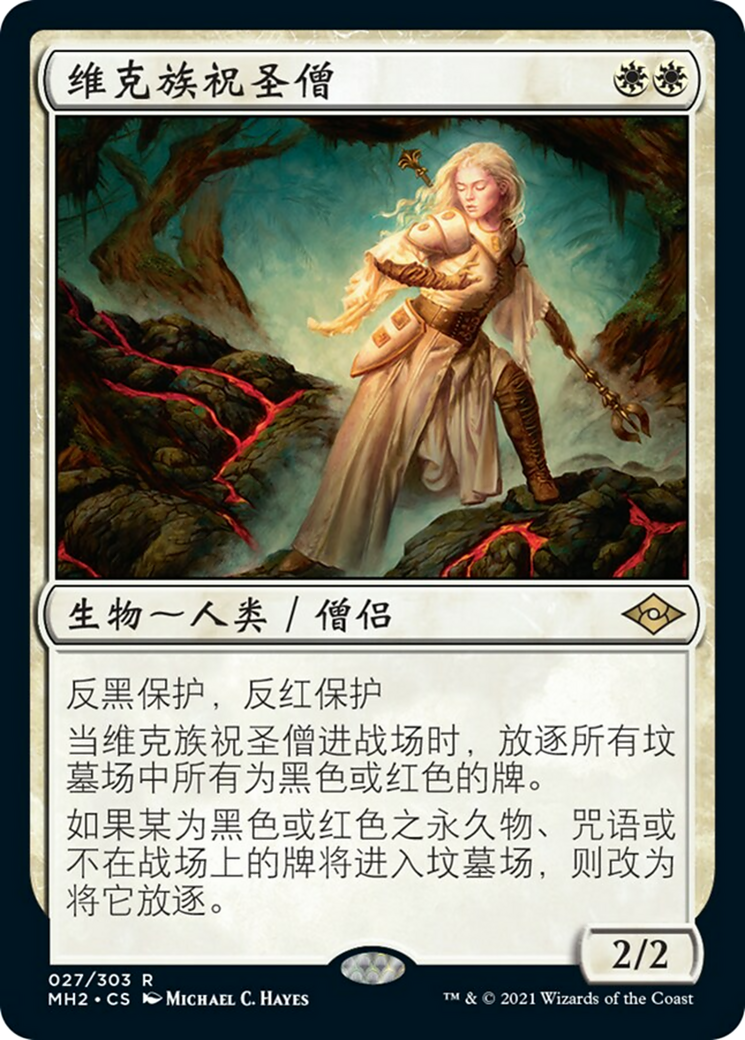 维克族祝圣僧
生物～人类／僧侣
反黑保护，反红保护
当维克族祝圣僧进战场时，放逐所有坟
墓场中所有为黑色或红色的牌。
如果某为黑色或红色之永久物、咒语或
不在战场上的牌将进入坟墓场，则改为
将它放逐。
2/2
027/303 R
MH2 • CS Michael C. Hayes
™ & © 2021 Wizards of the Coast